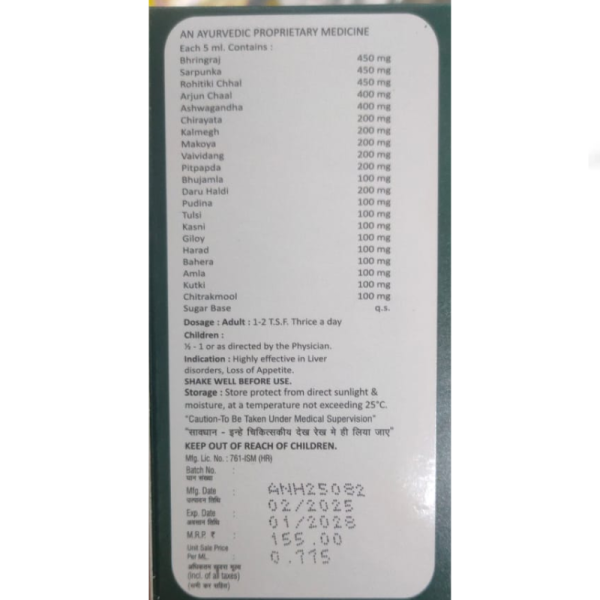 AN AYURVEDIC PROPRIETARY MEDICINE
Each 5 ml. Contains :
Bhringraj 450 mg
Sarpunka 450 mg
Rohitiki Chhal 450 mg
Arjun Chaal 400 mg
Ashwagandha 400 mg
Chirayata 200 mg
Kalmegh 200 mg
Makoya 200 mg
Vaividang 200 mg
Pitpapda 200 mg
Bhujamla 100 mg
Daru Haldi 200 mg
Pudina 100 mg
Tulsi 100 mg
Kasni 100 mg
Giloy 100 mg
Harad 100 mg
Bahera 100 mg
Amla 100 mg
Kutki 100 mg
Chitrakmool 100 mg
Sugar Base q.s.
Dosage : Adult : 1-2 T.S.F. Thrice a day
Children :
½ - 1 or as directed by the Physician.
Indication : Highly effective in Liver
disorders, Loss of Appetite.
SHAKE WELL BEFORE USE.
Storage : Store protect from direct sunlight &
moisture, at a temperature not exceeding 25°C.
"Caution-To Be Taken Under Medical Supervision"
"सावधान - इन्हे चिकित्सकीय देख रेख मे ही लिया जाए"
KEEP OUT OF REACH OF CHILDREN.
Mfg. Lic. No. : 761-ISM (HR)
Batch No. : ANH25082
Mfg. Date : 02/2025
Exp. Date : 01/2028
M.R.P. ₹ : 155.00
Unit Sale Price
Per ML. : 0.775
(incl. of all taxes)
(सभी कर सहित)